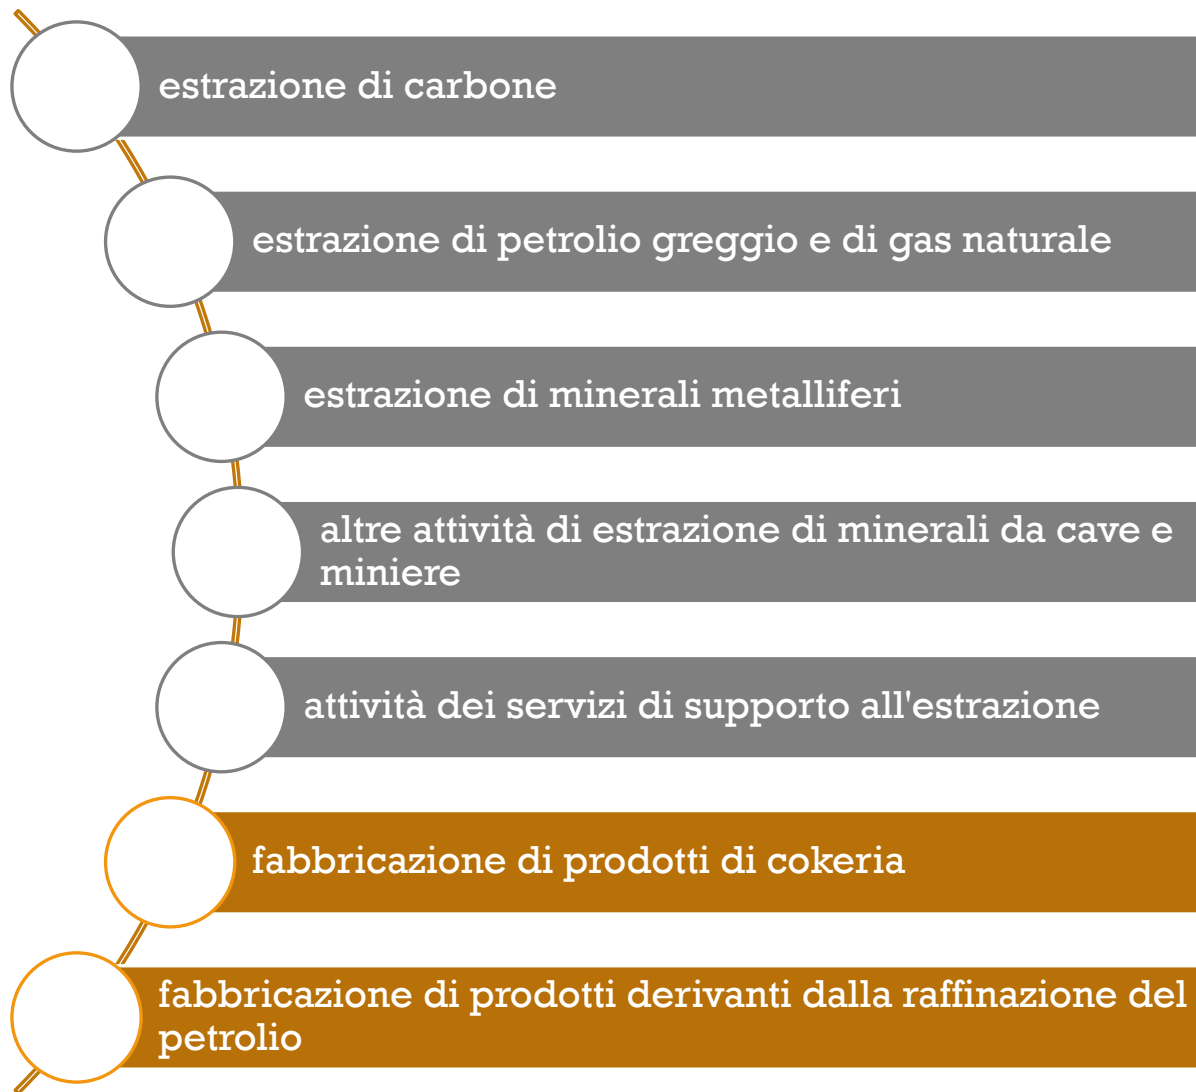 estrazione di carbone
estrazione di petrolio greggio e di gas naturale
estrazione di minerali metalliferi
altre attività di estrazione di minerali da cave e
miniere
attività dei servizi di supporto all'estrazione
fabbricazione di prodotti di cokeria
fabbricazione di prodotti derivanti dalla raffinazione del
petrolio